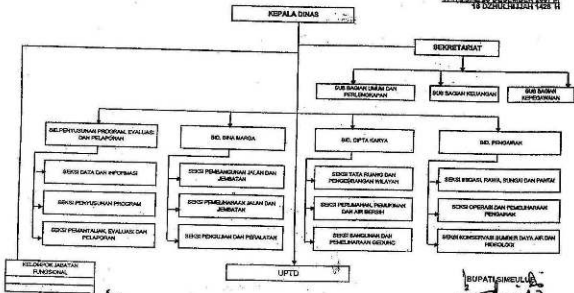 18 DZULHIJJAH 1428 H
KEPALA DINAS
SEKRETARIAT
SUB BAGIAN UMUM DAN
PERLENGKAPAN
SUB BAGIAN KEUANGAN
SUB BAGIAN
KEPEGAWAIAN
BID. PENYUSUNAN PROGRAM, EVALUASI
DAN PELAPORAN
BID. BINA MARGA
BID. CIPTA KARYA
BID. PENGAIRAN
SEKSI DATA DAN INFORMASI
SEKSI PEMBANGUNAN JALAN DAN
JEMBATAN
SEKSI TATA RUANG DAN
PENGEMBANGAN WILAYAH
SEKSI IRIGASI, RAWA, SUNGAI DAN PANTAI
SEKSI PENYUSUNAN PROGRAM
SEKSI PEMELIHARAAN JALAN DAN
JEMBATAN
SEKSI PERUMAHAN, PEMUKIMAN
DAN AIR BERSIH
SEKSI OPERASI DAN PEMELIHARAAN
PENGAIRAN
SEKSI PEMANTAUAN, EVALUASI DAN
PELAPORAN
SEKSI PENGUJIAN DAN PERALATAN
SEKSI BANGUNAN DAN
PEMELIHARAAN GEDUNG
SEKSI KONSERVASI SUMBER DAYA AIR DAN
HIDROLOGI
KELOMPOK JABATAN
FUNGSIONAL
UPTD
BUPATI SIMEULUE